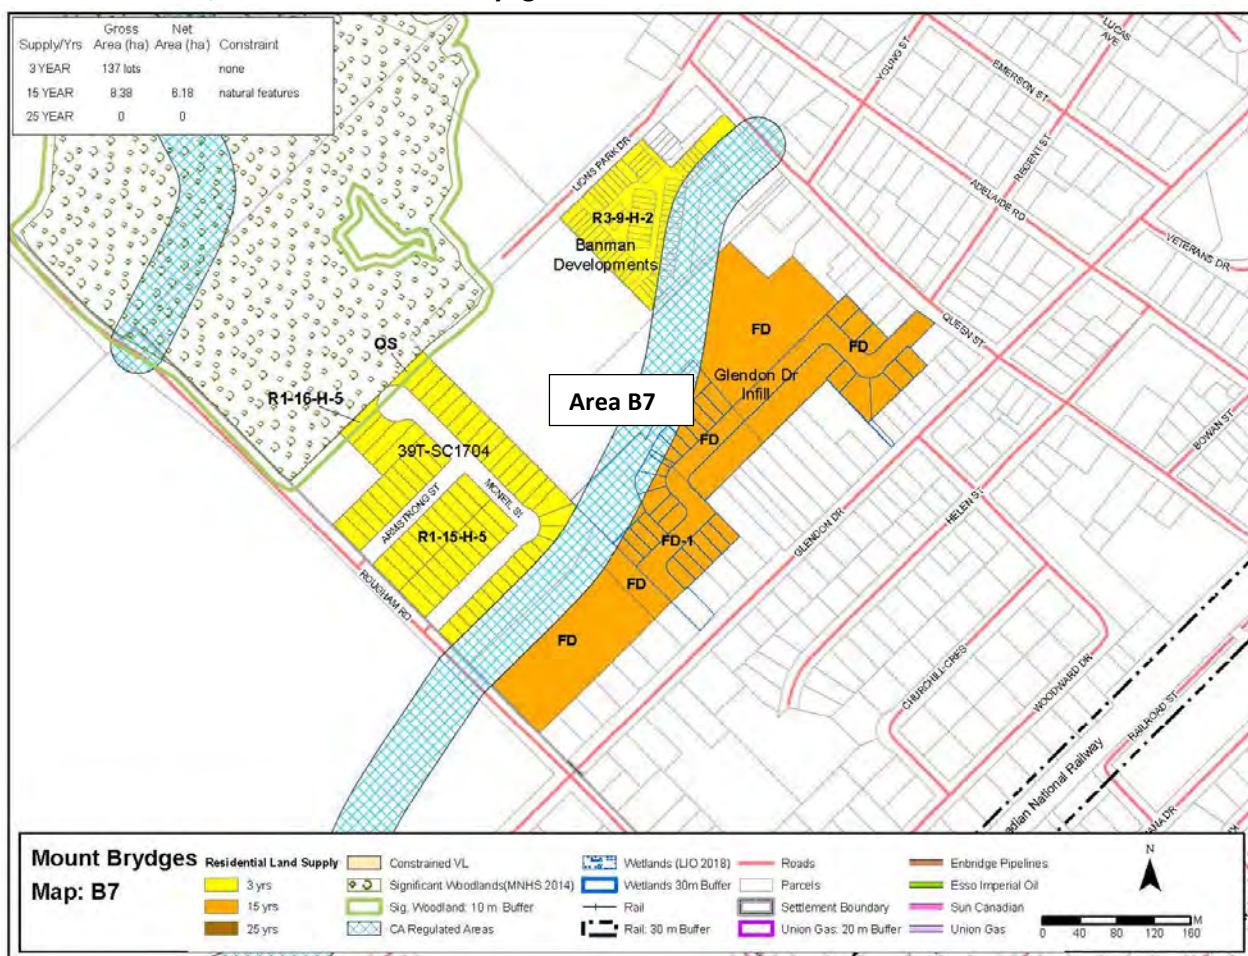 Gross Net
Supply/Yrs Area (ha) Area (ha) Constraint
3 YEAR 137 lots none
15 YEAR 8.38 6.18 natural features
25 YEAR 0 0
LUCAS AVE
YOUNG ST
EMERSON ST
REGENT ST
ADELAIDE RD
VETERANS DR
LIONS PARK DR
R3-9-H-2
Banman
Developments
QUEEN ST
FD
FD
Glendon Dr
Infill
OS
Area B7
R1-16-H-5
FD
39T-SC1704
BOWAN ST
MCNEIL St
ARMSTRONG ST
HELEN ST
GLENDON DR
R1-15-H-5
FD-1
FD
ROUGHAM RD
FD
CHURCHILL CRES
WOODWARD DR
RAILROAD ST
adian National Railway
ANA DR
Mount Brydges
Map: B7
Residential Land Supply
3 yrs
15 yrs
25 yrs
Constrained VL
Significant Woodlands(MNHS 2014)
Sig. Woodland: 10 m Buffer
CA Regulated Areas
Wetlands (LIO 2018)
Wetlands 30m Buffer
Rail
Rail: 30 m Buffer
Roads
Parcels
Settlement Boundary
Union Gas: 20 m Buffer
Enbridge Pipelines
Esso Imperial Oil
Sun Canadian
Union Gas
N
M
0 40 80 120 160